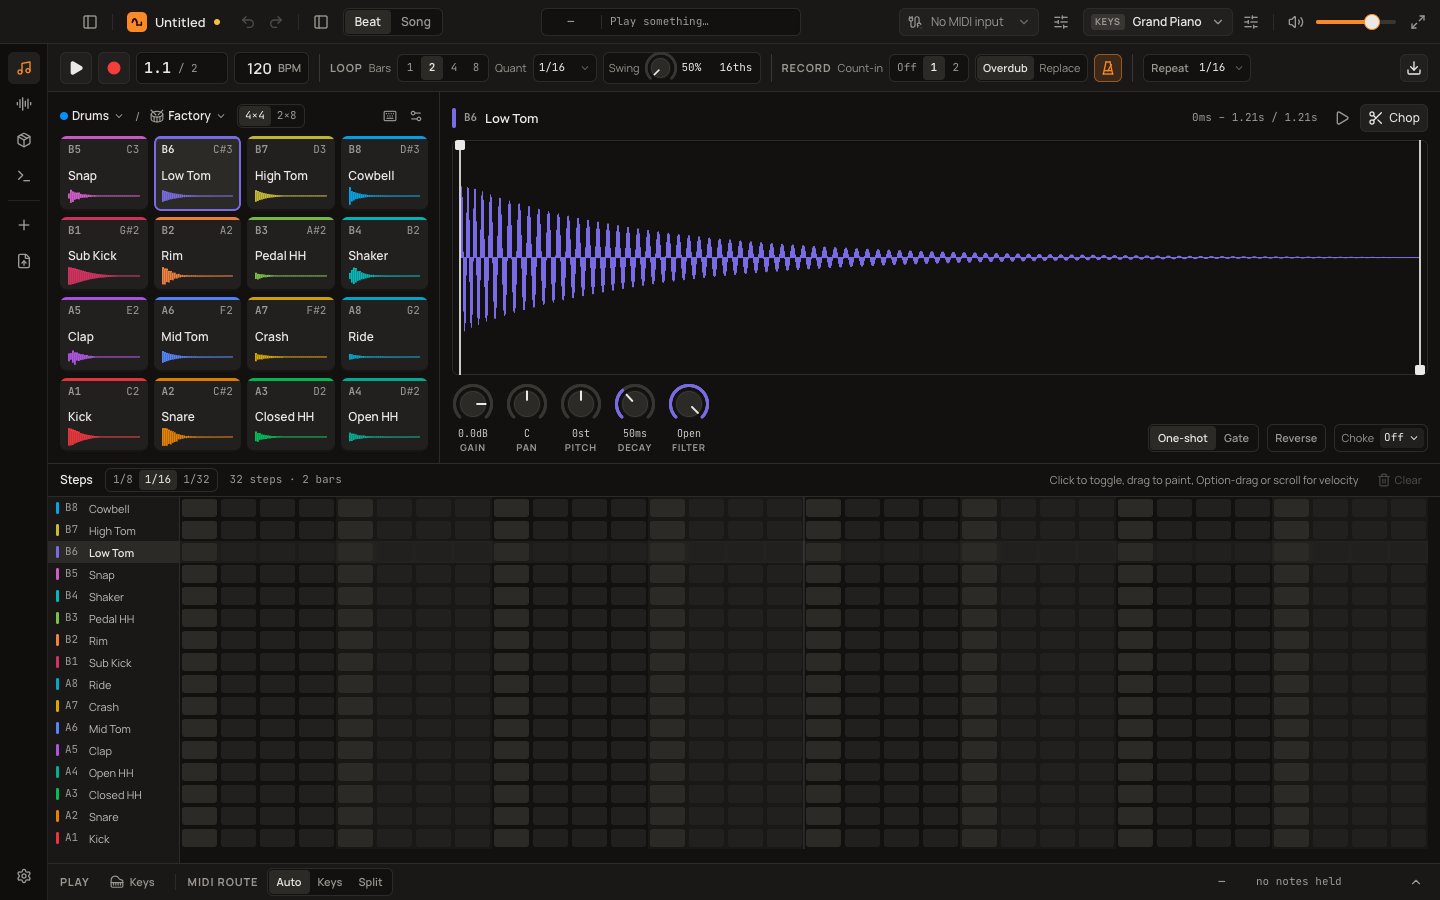 Untitled
Beat Song
– Play something…
No MIDI input
KEYS Grand Piano
1.1 / 2
120 BPM
LOOP Bars 1 2 4 8 Quant 1/16
Swing 50% 16ths
RECORD Count-in Off 1 2 Overdub Replace
Repeat 1/16
Drums / Factory 4×4 2×8
B5 C3 Snap
B6 C#3 Low Tom
B7 D3 High Tom
B8 D#3 Cowbell
B1 G#2 Sub Kick
B2 A2 Rim
B3 A#2 Pedal HH
B4 B2 Shaker
A5 E2 Clap
A6 F2 Mid Tom
A7 F#2 Crash
A8 G2 Ride
A1 C2 Kick
A2 C#2 Snare
A3 D2 Closed HH
A4 D#2 Open HH
B6 Low Tom
0ms – 1.21s / 1.21s
Chop
0.0dB C 0st 50ms Open
GAIN PAN PITCH DECAY FILTER
One-shot Gate Reverse Choke Off
Steps 1/8 1/16 1/32 32 steps · 2 bars
Click to toggle, drag to paint, Option-drag or scroll for velocity
Clear
B8 Cowbell
B7 High Tom
B6 Low Tom
B5 Snap
B4 Shaker
B3 Pedal HH
B2 Rim
B1 Sub Kick
A8 Ride
A7 Crash
A6 Mid Tom
A5 Clap
A4 Open HH
A3 Closed HH
A2 Snare
A1 Kick
PLAY Keys MIDI ROUTE Auto Keys Split
– no notes held